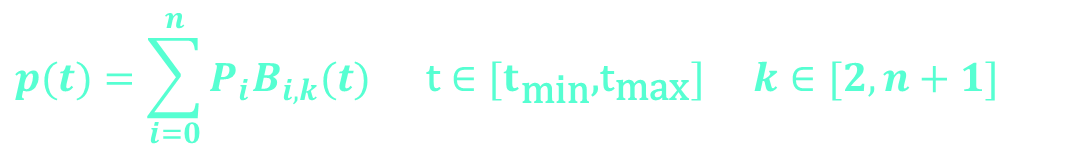 p(t) = ∑_{i=0}^{n} P_i B_{i,k}(t) t ∈ [t_min,t_max] k ∈ [2, n + 1]